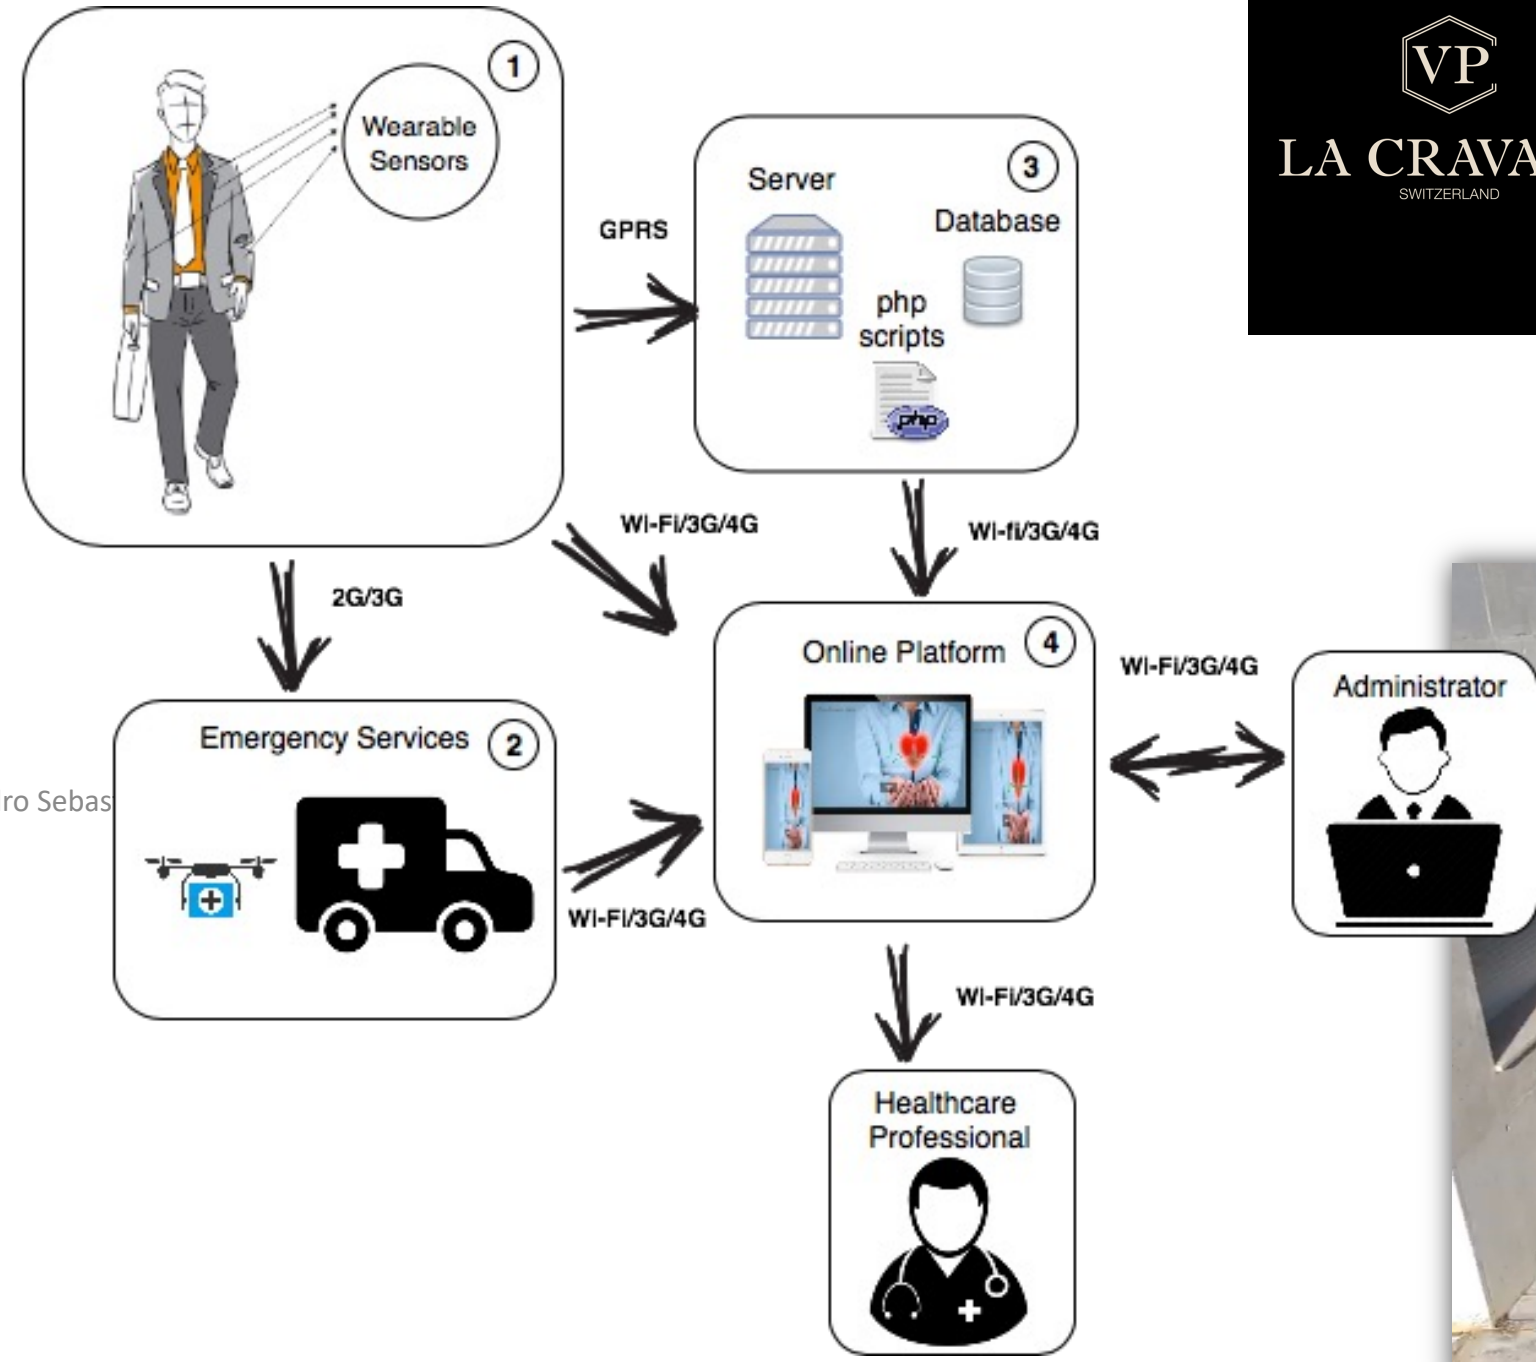 1
Wearable
Sensors
VP
LA CRAVA
SWITZERLAND
3
Server
Database
php
scripts
php
GPRS
WI-FI/3G/4G
WI-fI/3G/4G
2G/3G
Online Platform
4
WI-FI/3G/4G
Administrator
Emergency Services
2
ro Sebas
WI-FI/3G/4G
WI-FI/3G/4G
Healthcare
Professional